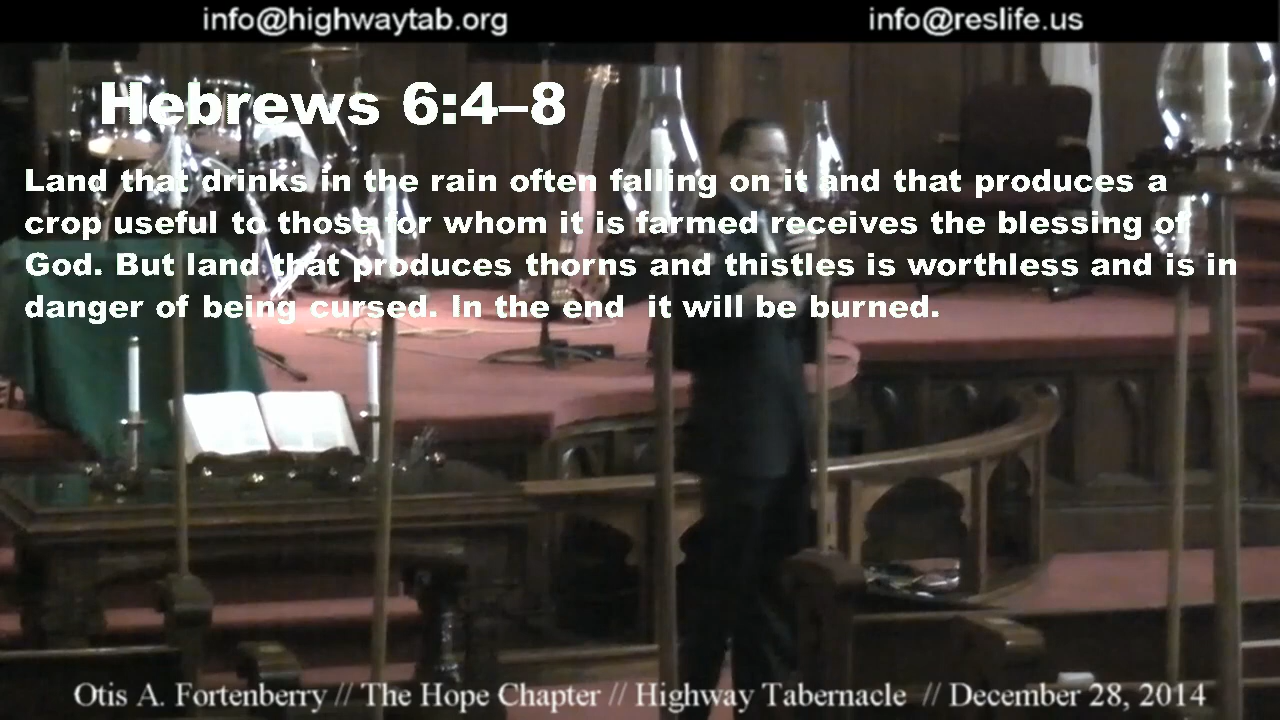 info@highwaytab.org info@reslife.us
Hebrews 6:4–8
Land that drinks in the rain often falling on it and that produces a
crop useful to those for whom it is farmed receives the blessing of
God. But land that produces thorns and thistles is worthless and is in
danger of being cursed. In the end it will be burned.
Otis A. Fortenberry // The Hope Chapter // Highway Tabernacle // December 28, 2014